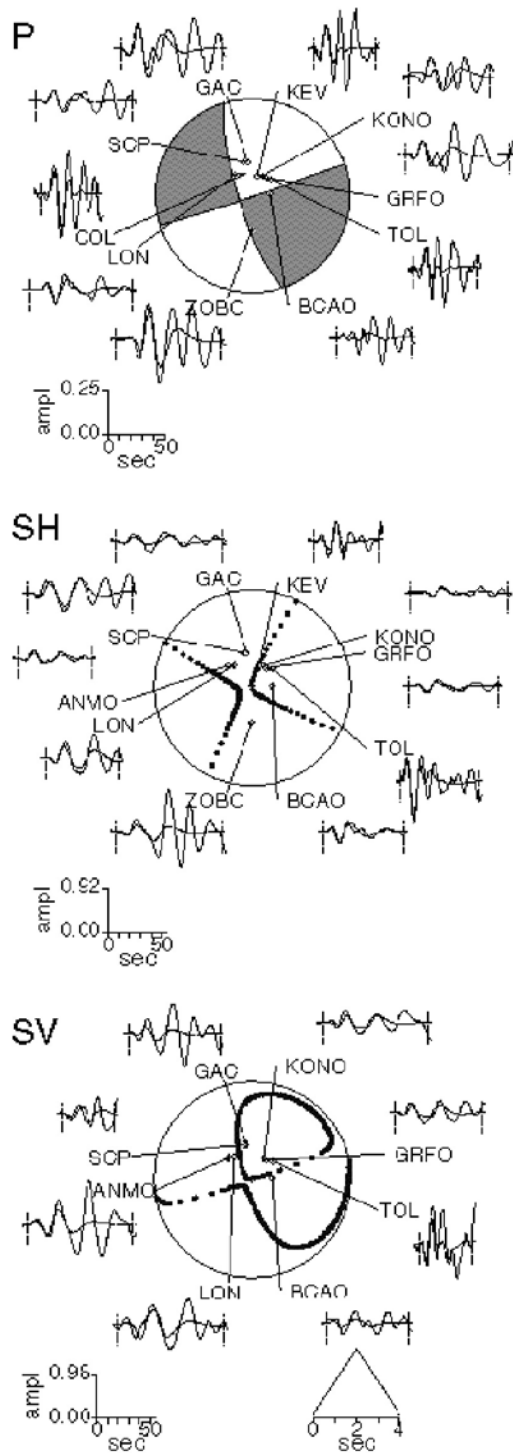 P
GAC KEV
SCP KONO
GRFO
COL TOL
LON
ZOBC BCAO
ampl
0.25
0.00
0 50
sec
SH
GAC KEV
SCP KONO
GRFO
ANMO
LON TOL
ZOBC BCAO
ampl
0.92
0.00
0 50
sec
SV
GAC KONO
SCP GRFO
ANMO TOL
LON BCAO
ampl
0.98
0.00
0 50
sec
0 2 4
sec